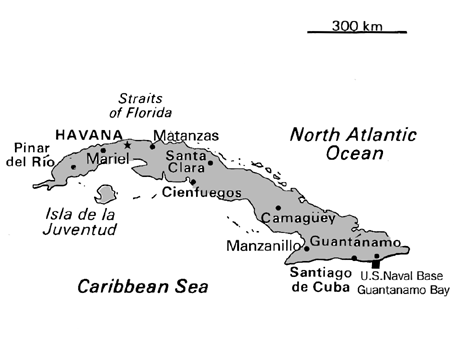 300 km
Straits
of Florida
HAVANA
Matanzas
North Atlantic
Ocean
Pinar
del Río
Mariel
Santa
Clara
Cienfuegos
Isla de la
Juventud
Camagüey
Manzanillo
Guantánamo
Caribbean Sea
Santiago
de Cuba
U.S. Naval Base
Guantanamo Bay